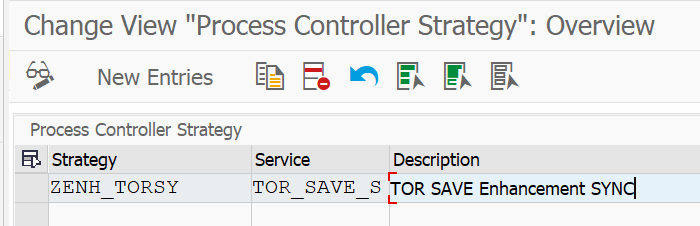 Change View "Process Controller Strategy": Overview
New Entries
Process Controller Strategy
Strategy Service Description
ZENH_TORSY TOR_SAVE_S TOR SAVE Enhancement SYNC